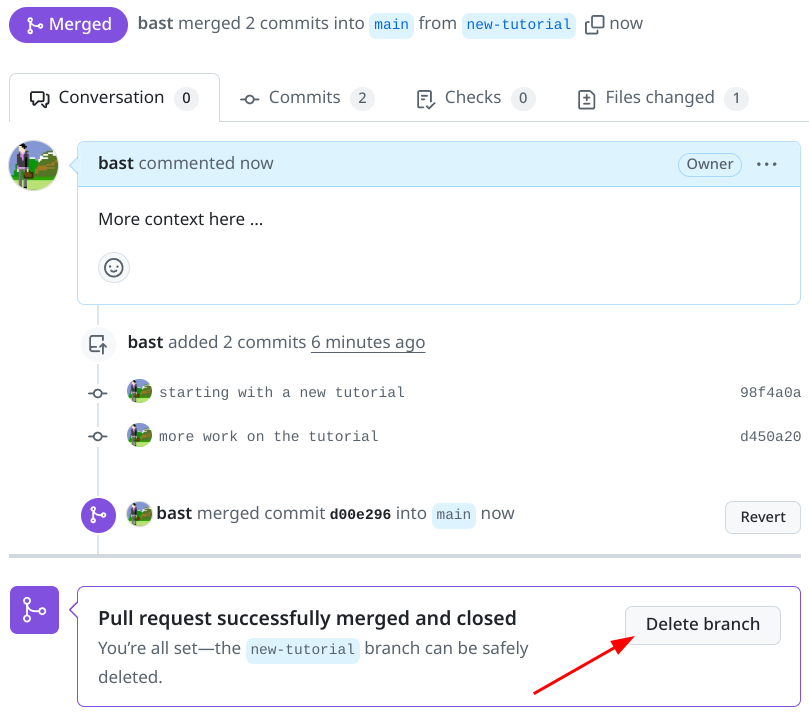 Merged bast merged 2 commits into main from new-tutorial now
Conversation 0 Commits 2 Checks 0 Files changed 1
bast commented now Owner
More context here ...
bast added 2 commits 6 minutes ago
starting with a new tutorial 98f4a0a
more work on the tutorial d450a20
bast merged commit d00e296 into main now Revert
Pull request successfully merged and closed Delete branch
You’re all set—the new-tutorial branch can be safely
deleted.